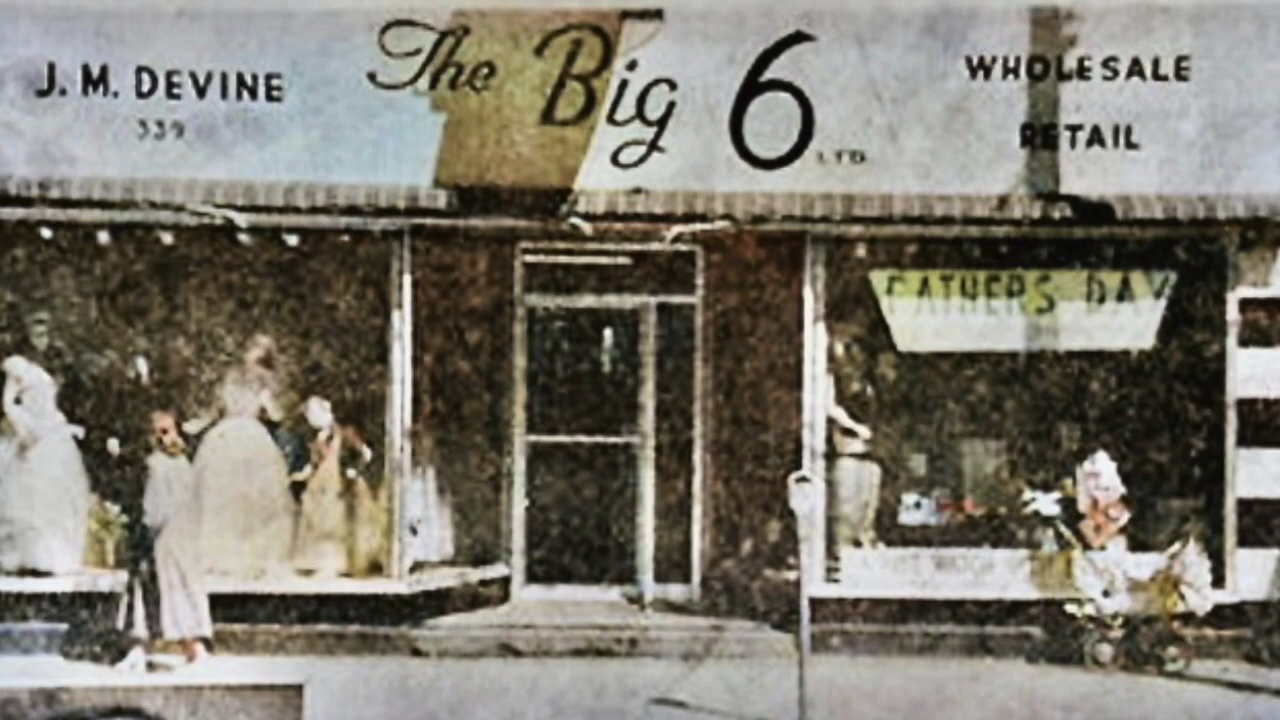 J. M. DEVINE
339
The Big 6 LTD.
WHOLESALE
RETAIL
FATHERS DAY